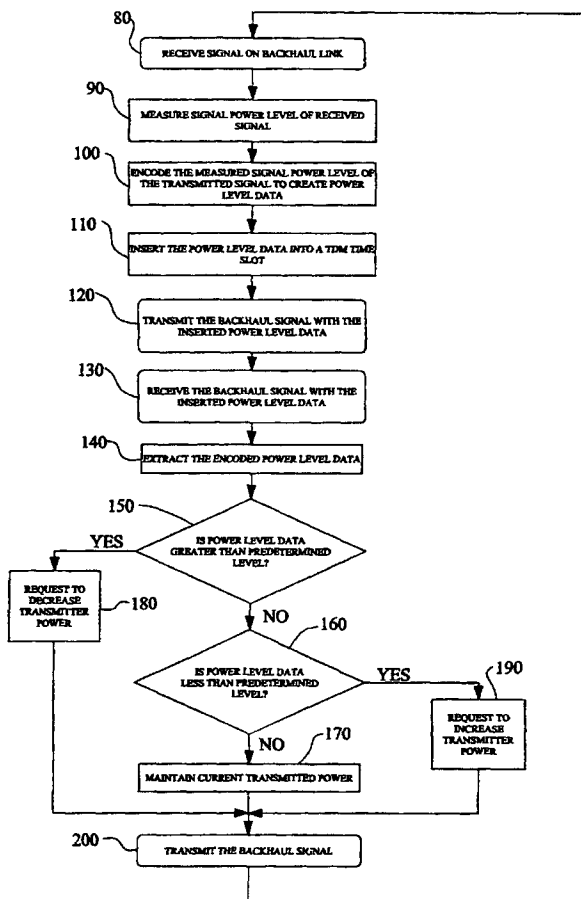 80
RECEIVE SIGNAL ON BACKHAUL LINK
90
MEASURE SIGNAL POWER LEVEL OF RECEIVED
SIGNAL
100
ENCODE THE MEASURED SIGNAL POWER LEVEL OF
THE TRANSMITTED SIGNAL TO CREATE POWER
LEVEL DATA
110
INSERT THE POWER LEVEL DATA INTO A TDM TIME
SLOT
120
TRANSMIT THE BACKHAUL SIGNAL WITH THE
INSERTED POWER LEVEL DATA
130
RECEIVE THE BACKHAUL SIGNAL WITH THE
INSERTED POWER LEVEL DATA
140
EXTRACT THE ENCODED POWER LEVEL DATA
150
IS POWER LEVEL DATA
GREATER THAN PREDETERMINED
LEVEL?
YES
REQUEST TO
DECREASE
TRANSMITTER
POWER
180
NO
160
IS POWER LEVEL DATA
LESS THAN PREDETERMINED
LEVEL?
YES
190
REQUEST TO
INCREASE
TRANSMITTER
POWER
NO
170
MAINTAIN CURRENT TRANSMITTED POWER
200
TRANSMIT THE BACKHAUL SIGNAL